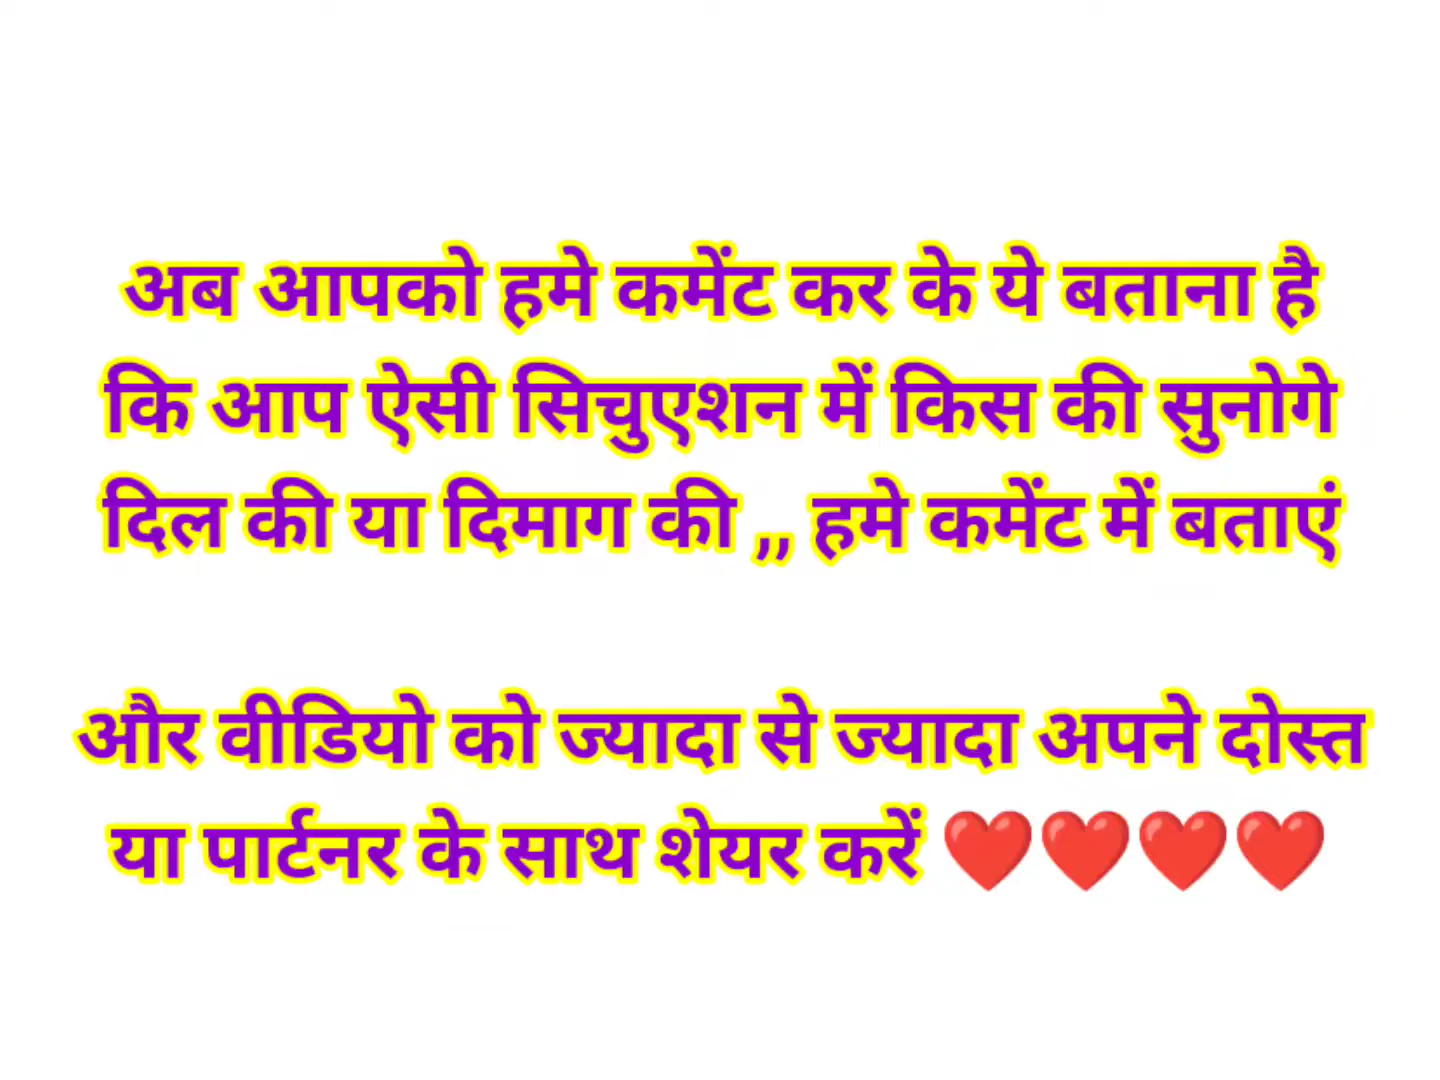 अब आपको हमे कमेंट कर के ये बताना है
कि आप ऐसी सिचुएशन में किस की सुनोगे
दिल की या दिमाग की ,, हमे कमेंट में बताएं
और वीडियो को ज्यादा से ज्यादा अपने दोस्त
या पार्टनर के साथ शेयर करें ❤️❤️❤️❤️